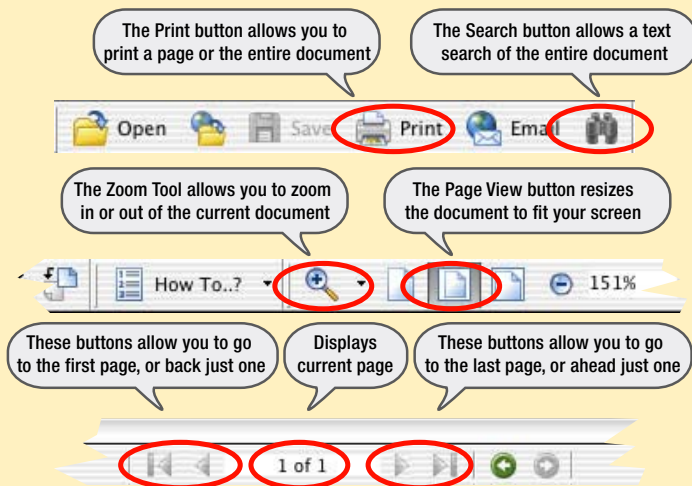 The Print button allows you to
print a page or the entire document
The Search button allows a text
search of the entire document
Open Save Print Email
The Zoom Tool allows you to zoom
in or out of the current document
The Page View button resizes
the document to fit your screen
How To..? 151%
These buttons allow you to go
to the first page, or back just one
Displays
current page
These buttons allow you to go
to the last page, or ahead just one
1 of 1